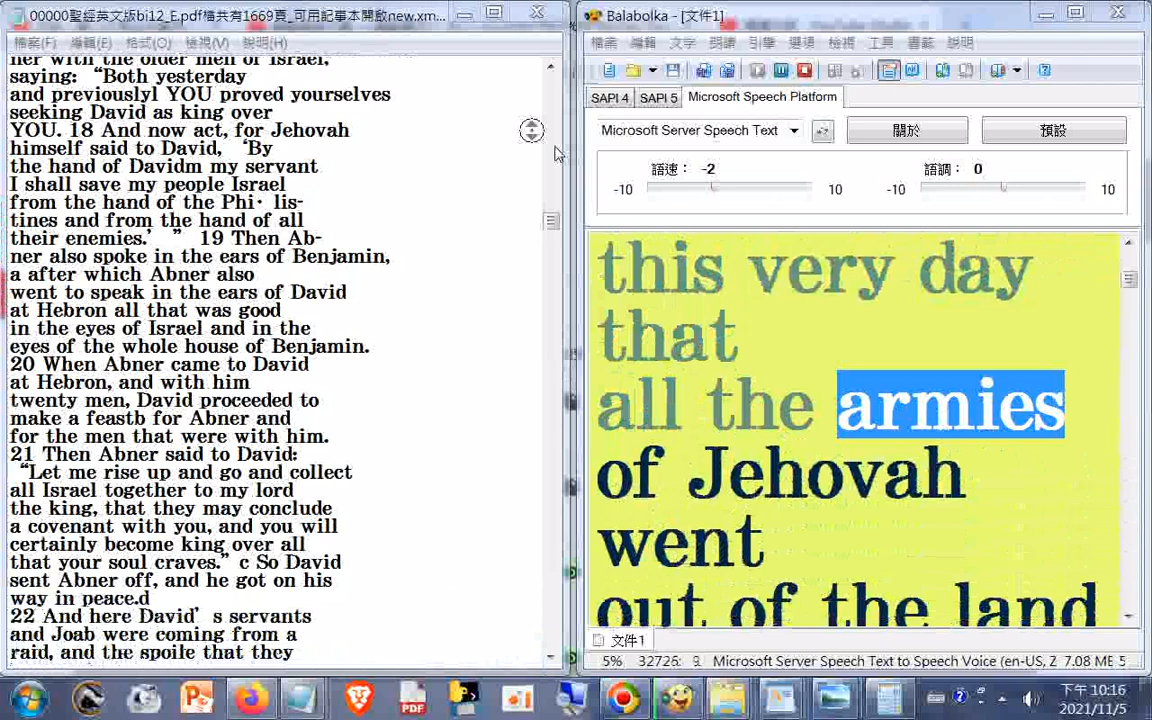 00000聖經英文版bi12_E.pdf檔共有1669頁_可用記事本開啟new.xm...
檔案(F) 編輯(E) 格式(O) 檢視(V) 說明(H)
ner with the older men of Israel,
saying: “Both yesterday
and previouslyl YOU proved yourselves
seeking David as king over
YOU. 18 And now act, for Jehovah
himself said to David, ‘By
the hand of Davidm my servant
I shall save my people Israel
from the hand of the Phi· lis-
tines and from the hand of all
their enemies.’ ” 19 Then Ab-
ner also spoke in the ears of Benjamin,
a after which Abner also
went to speak in the ears of David
at Hebron all that was good
in the eyes of Israel and in the
eyes of the whole house of Benjamin.
20 When Abner came to David
at Hebron, and with him
twenty men, David proceeded to
make a feastb for Abner and
for the men that were with him.
21 Then Abner said to David:
“Let me rise up and go and collect
all Israel together to my lord
the king, that they may conclude
a covenant with you, and you will
certainly become king over all
that your soul craves.” c So David
sent Abner off, and he got on his
way in peace.d
22 And here David’ s servants
and Joab were coming from a
raid, and the spoile that they
Balabolka - [文件1]
檔案 編輯 文字 朗讀 引擎 選項 檢視 工具 書籤 說明
SAPI 4 SAPI 5 Microsoft Speech Platform
Microsoft Server Speech Text 關於 預設
語速： -2 語調： 0
-10 10 -10 10
this very day
that
all the armies
of Jehovah
went
out of the land
文件1
5% 32726: 9 Microsoft Server Speech Text to Speech Voice (en-US, Z 7.08 MB 5
PDF
下午 10:16
2021/11/5